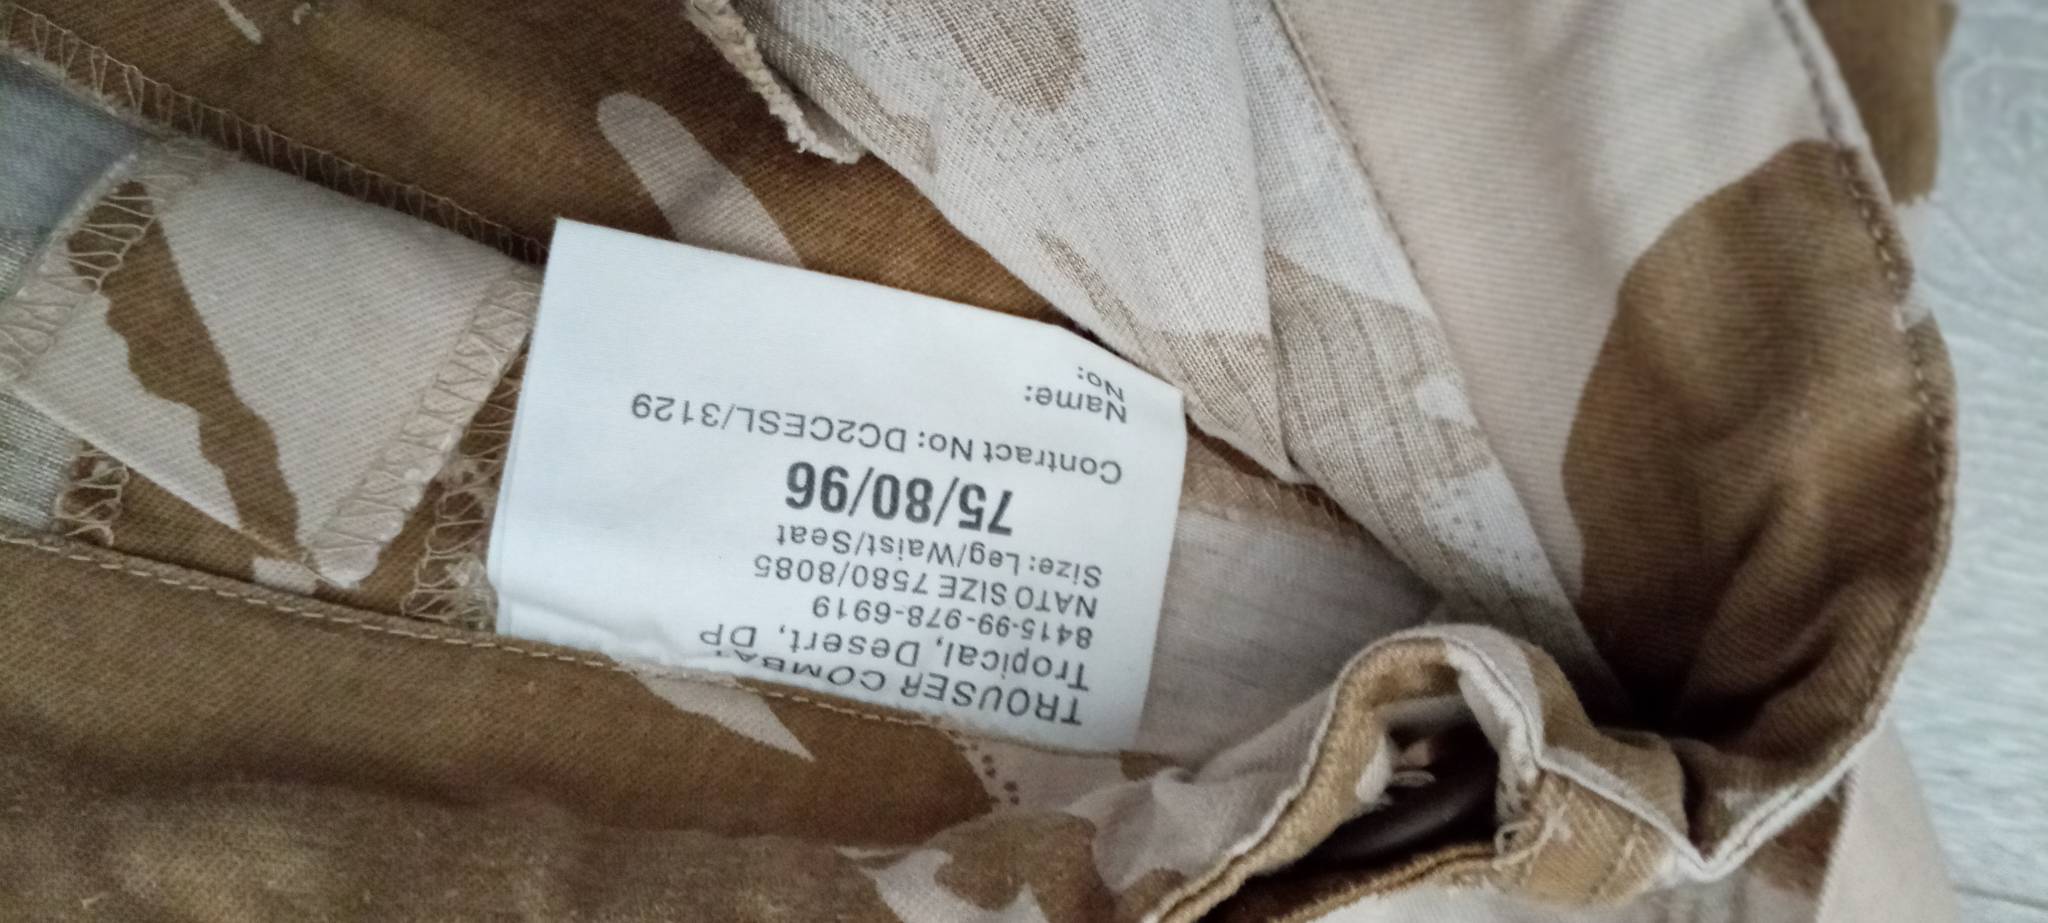 TROUSER COMBAT
Tropical, Desert, DP
8415-99-978-6919
NATO SIZE 7580/8085
Size: Leg/Waist/Seat
75/80/96
Contract No: DC2CESL/3129
Name:
No: